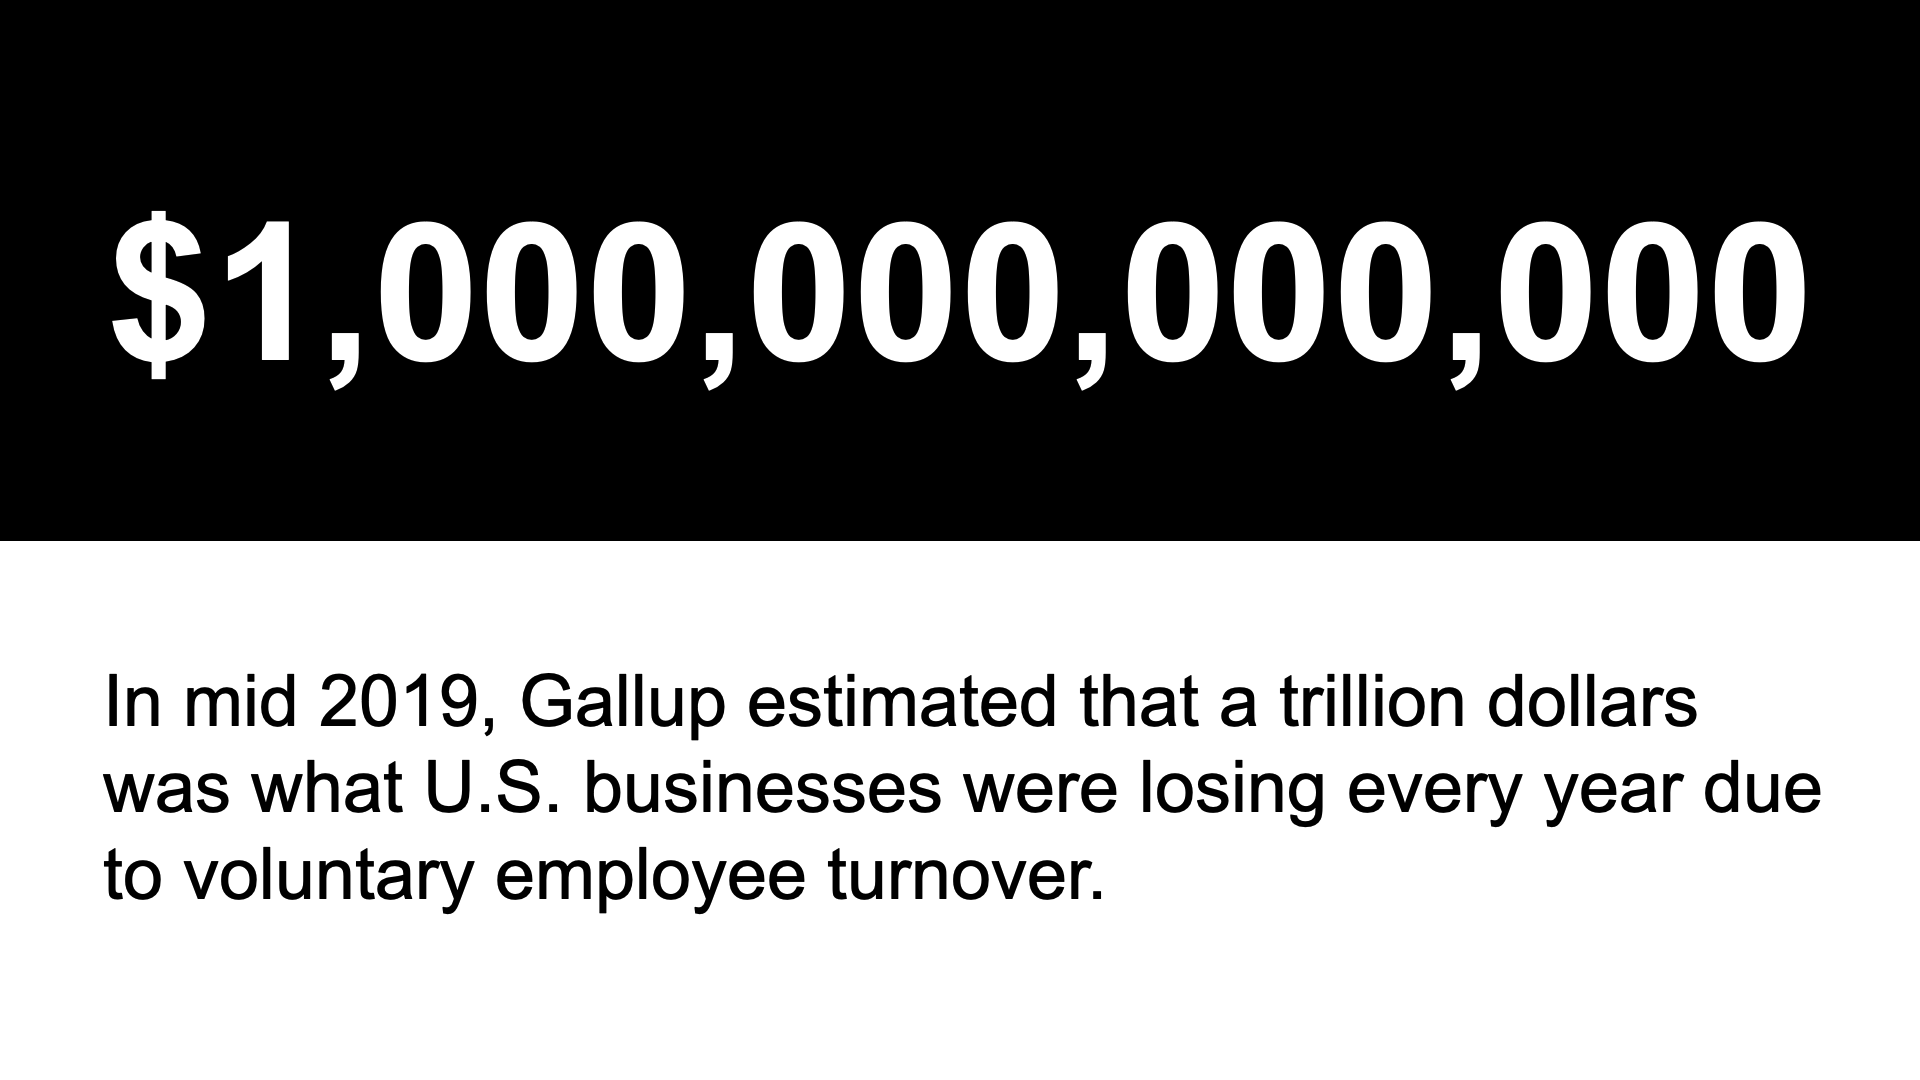 $1,000,000,000,000
In mid 2019, Gallup estimated that a trillion dollars
was what U.S. businesses were losing every year due
to voluntary employee turnover.